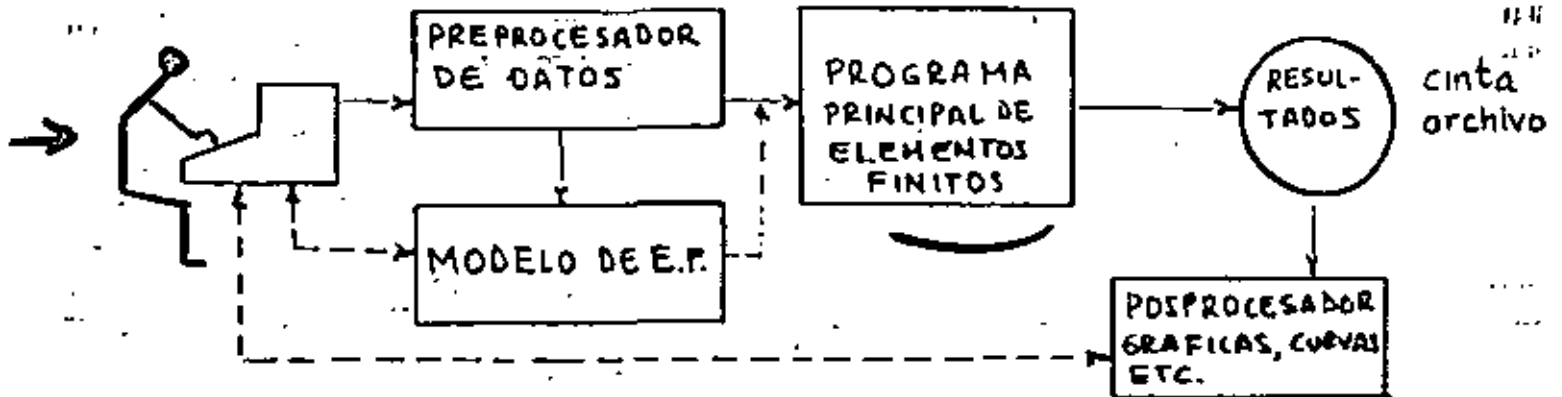 PREPROCESADOR
DE DATOS
MODELO DE E.F.
PROGRAMA
PRINCIPAL DE
ELEMENTOS
FINITOS
RESUL-
TADOS
cinta
archivo
POSPROCESADOR
GRAFICAS, CURVAS
ETC.